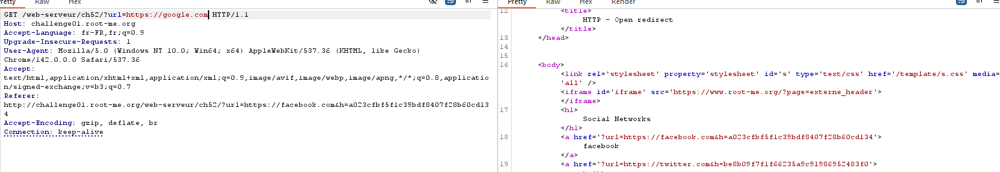 Pretty Raw Hex
GET /web-serveur/ch52/?url=https://google.com HTTP/1.1
Host: challenge01.root-me.org
Accept-Language: fr-FR,fr;q=0.9
Upgrade-Insecure-Requests: 1
User-Agent: Mozilla/5.0 (Windows NT 10.0; Win64; x64) AppleWebKit/537.36 (KHTML, like Gecko)
Chrome/142.0.0.0 Safari/537.36
Accept:
text/html,application/xhtml+xml,application/xml;q=0.9,image/avif,image/webp,image/apng,*/*;q=0.8,applicatio
n/signed-exchange;v=b3;q=0.7
Referer:
http://challenge01.root-me.org/web-serveur/ch52/?url=https://facebook.com&h=a023cfbf5f1c39bdf8407f28b60cd13
4
Accept-Encoding: gzip, deflate, br
Connection: keep-alive
Pretty Raw Hex Render
12 <title>
HTTP - Open redirect
</title>
13 </head>
14
15
16 <body>
<link rel='stylesheet' property='stylesheet' id='s' type='text/css' href='/template/s.css' media=
'all' />
<iframe id='iframe' src='https://www.root-me.org/?page=externe_header'>
</iframe>
17 <h1>
Social Networks
</h1>
18 <a href='?url=https://facebook.com&h=a023cfbf5f1c39bdf8407f28b60cd134'>
facebook
</a>
19 <a href='?url=https://twitter.com&h=be8b09f7f1f66235a9c91986952483f0'>